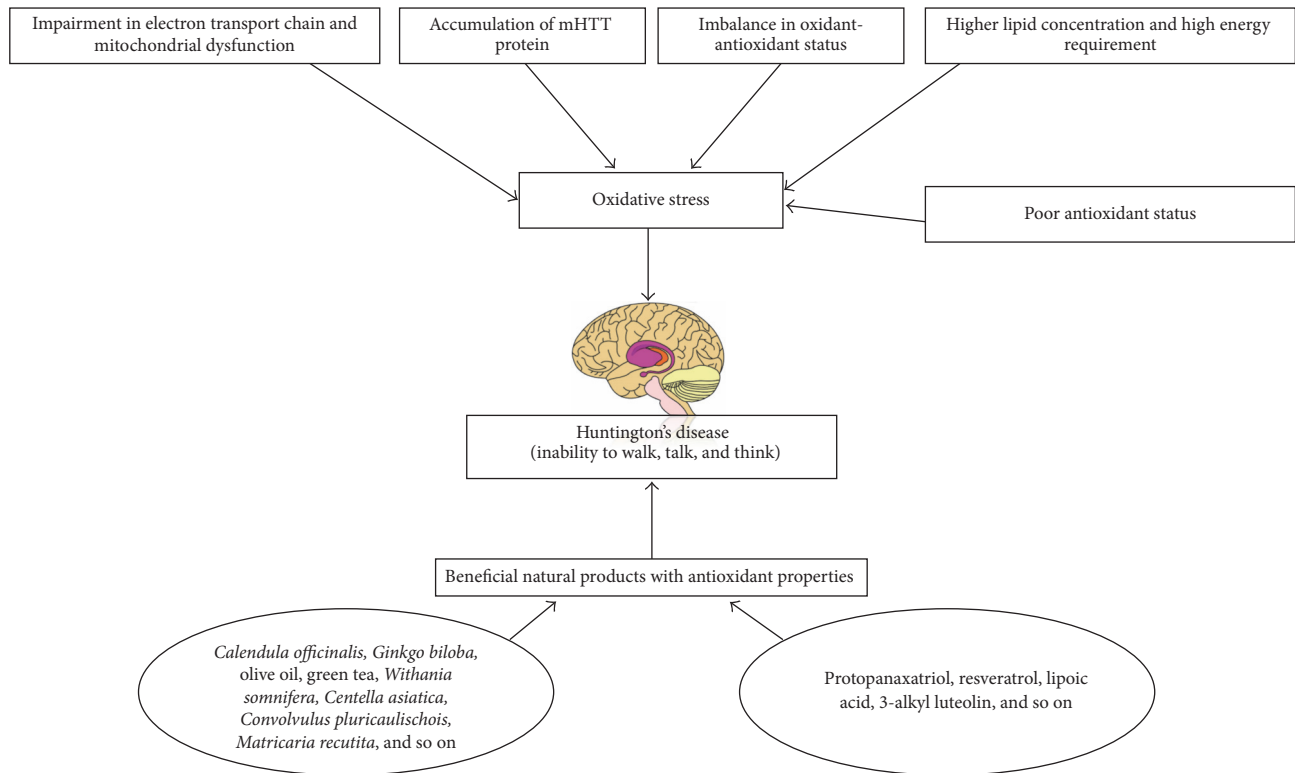 Impairment in electron transport chain and
mitochondrial dysfunction
Accumulation of mHTT
protein
Imbalance in oxidant-
antioxidant status
Higher lipid concentration and high energy
requirement
Oxidative stress
Poor antioxidant status
Huntington's disease
(inability to walk, talk, and think)
Beneficial natural products with antioxidant properties
Calendula officinalis, Ginkgo biloba,
olive oil, green tea, Withania
somnifera, Centella asiatica,
Convolvulus pluricaulischois,
Matricaria recutita, and so on
Protopanaxatriol, resveratrol, lipoic
acid, 3-alkyl luteolin, and so on